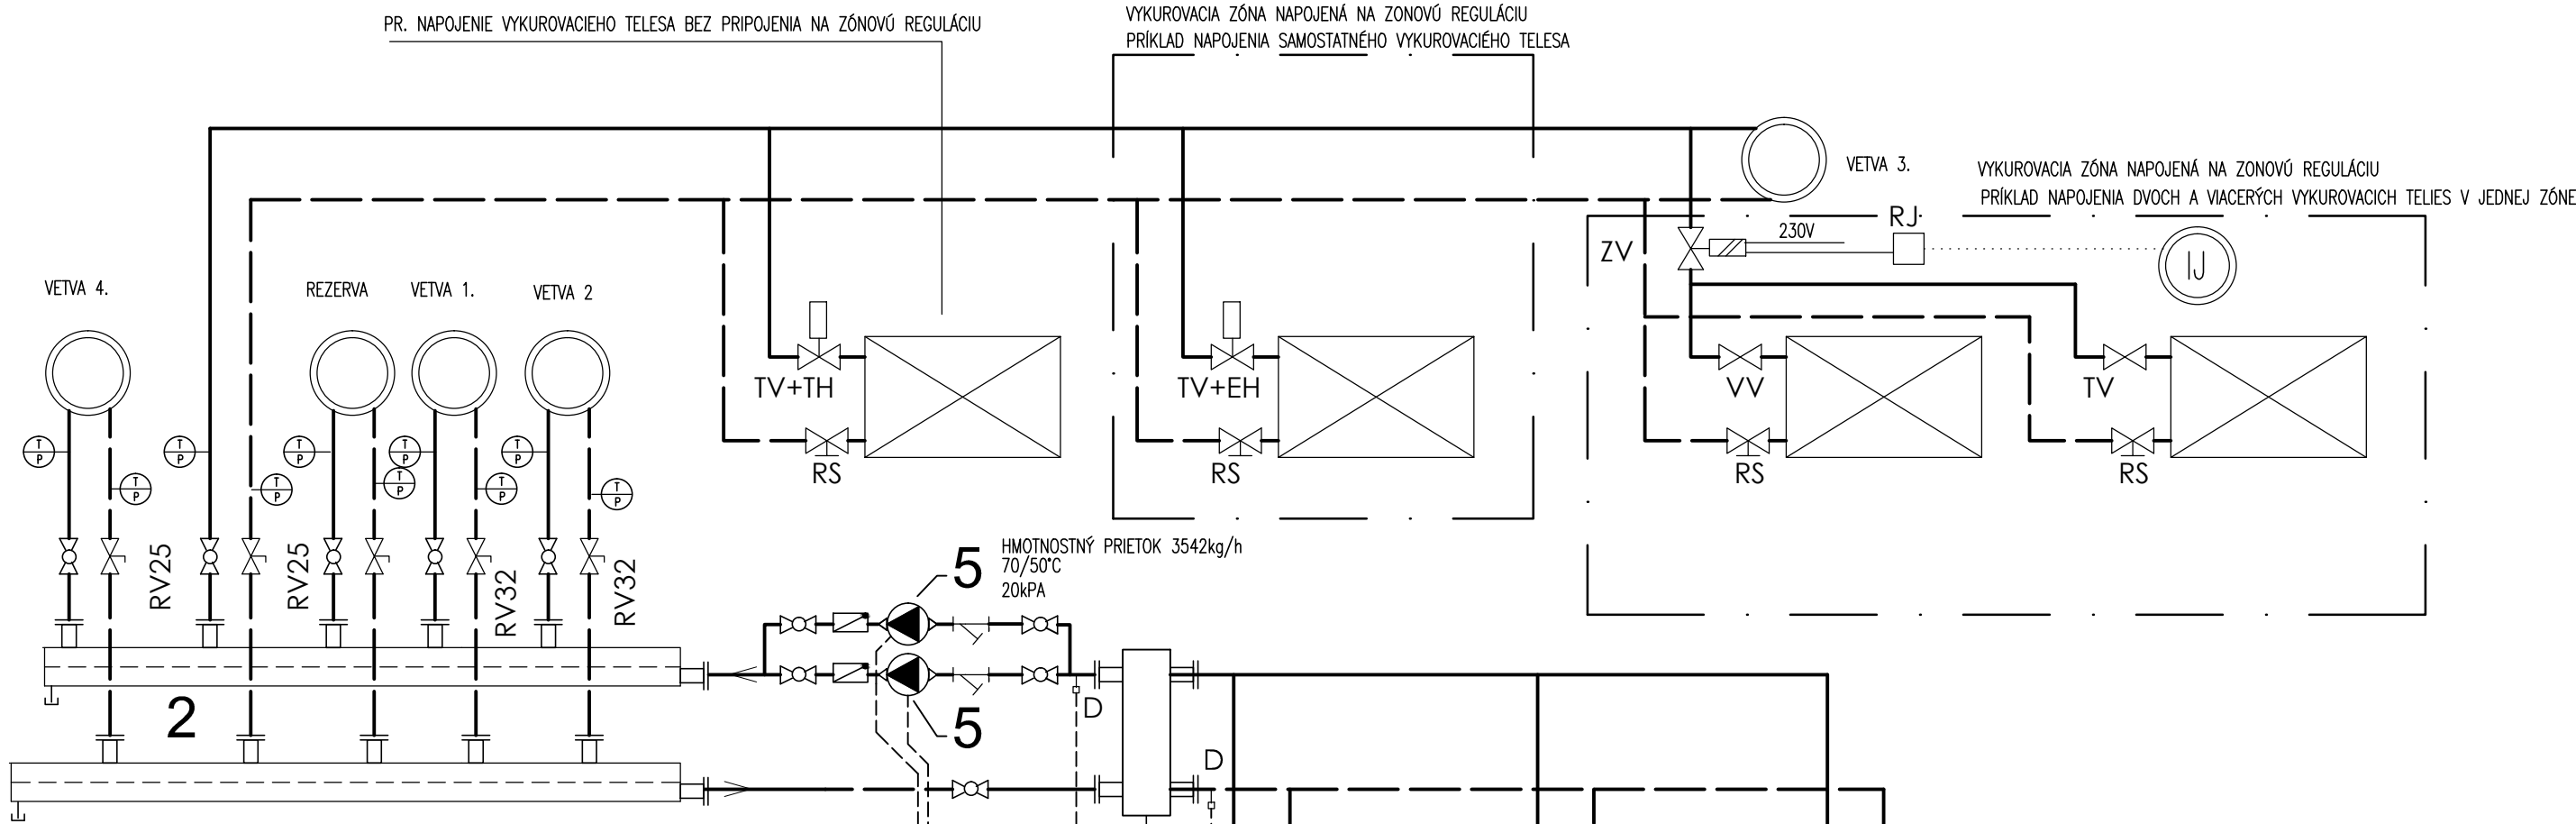 PR. NAPOJENIE VYKUROVACIEHO TELESA BEZ PRIPOJENIA NA ZÓNOVÚ REGULÁCIU
VYKUROVACIA ZÓNA NAPOJENÁ NA ZONOVÚ REGULÁCIU
PRÍKLAD NAPOJENIA SAMOSTATNÉHO VYKUROVACIÉHO TELESA
VETVA 3.
VYKUROVACIA ZÓNA NAPOJENÁ NA ZONOVÚ REGULÁCIU
PRÍKLAD NAPOJENIA DVOCH A VIACERÝCH VYKUROVACICH TELIES V JEDNEJ ZÓNE
ZV
230V
RJ
IJ
VETVA 4.
REZERVA
VETVA 1.
VETVA 2
TV+TH
TV+EH
VV
TV
T
P
T
P
T
P
T
P
T
P
T
P
T
P
T
P
T
P
T
P
RS
RS
RS
RS
RV25
RV25
RV32
RV32
5
HMOTNOSTNÝ PRIETOK 3542kg/h
70/50°C
20kPA
2
5
D
D